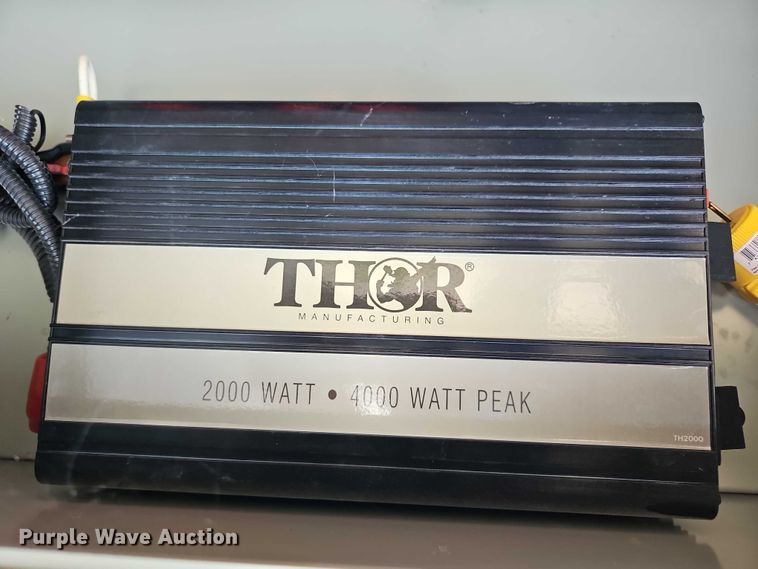 THOR®
MANUFACTURING
2000 WATT • 4000 WATT PEAK
TH2000
Purple Wave Auction